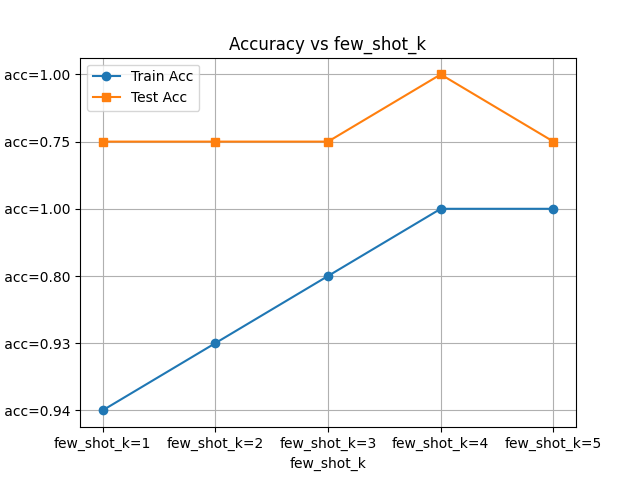 Accuracy vs few_shot_k
Train Acc
Test Acc
acc=1.00
acc=0.75
acc=1.00
acc=0.80
acc=0.93
acc=0.94
few_shot_k=1
few_shot_k=2
few_shot_k=3
few_shot_k=4
few_shot_k=5
few_shot_k